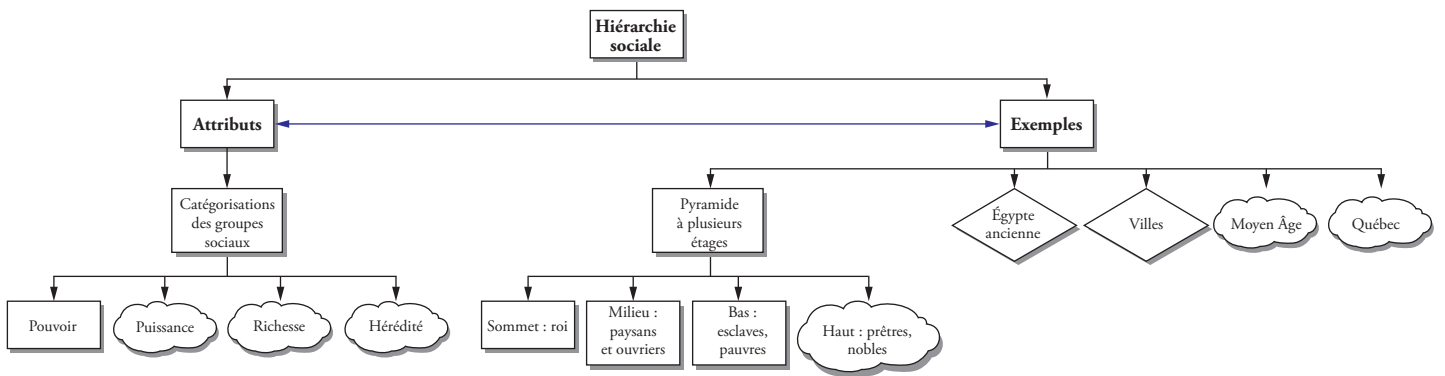 Hiérarchie
sociale
Attributs
Exemples
Catégorisations
des groupes
sociaux
Pyramide
à plusieurs
étages
Égypte
ancienne
Villes
Moyen Âge
Québec
Pouvoir
Puissance
Richesse
Hérédité
Sommet : roi
Milieu :
paysans
et ouvriers
Bas :
esclaves,
pauvres
Haut : prêtres,
nobles